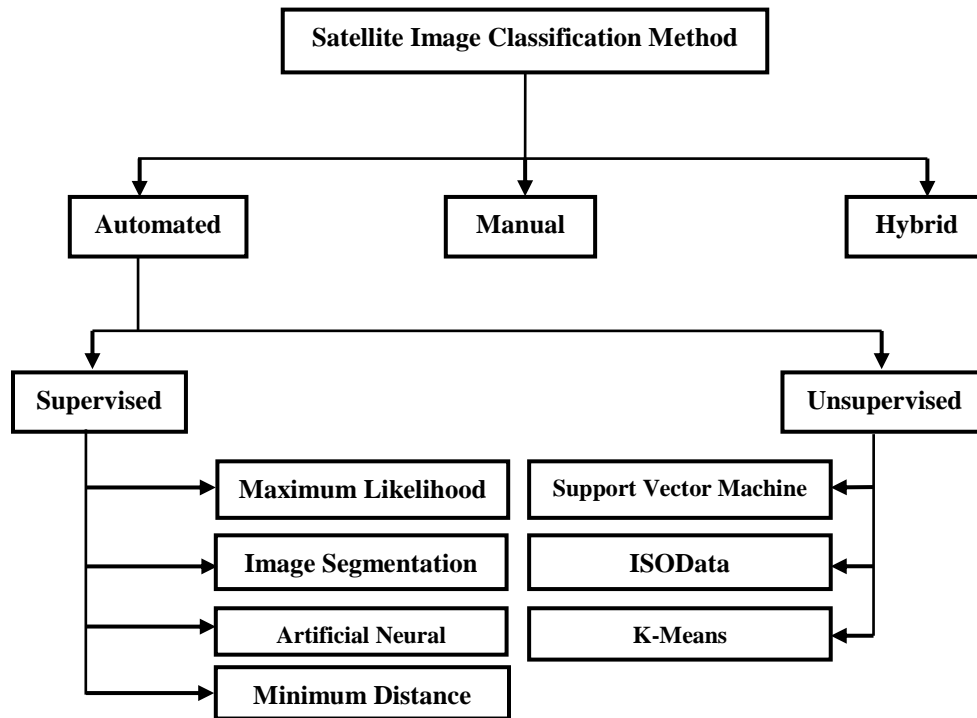 Satellite Image Classification Method
Automated
Manual
Hybrid
Supervised
Unsupervised
Maximum Likelihood
Support Vector Machine
Image Segmentation
ISOData
Artificial Neural
K-Means
Minimum Distance